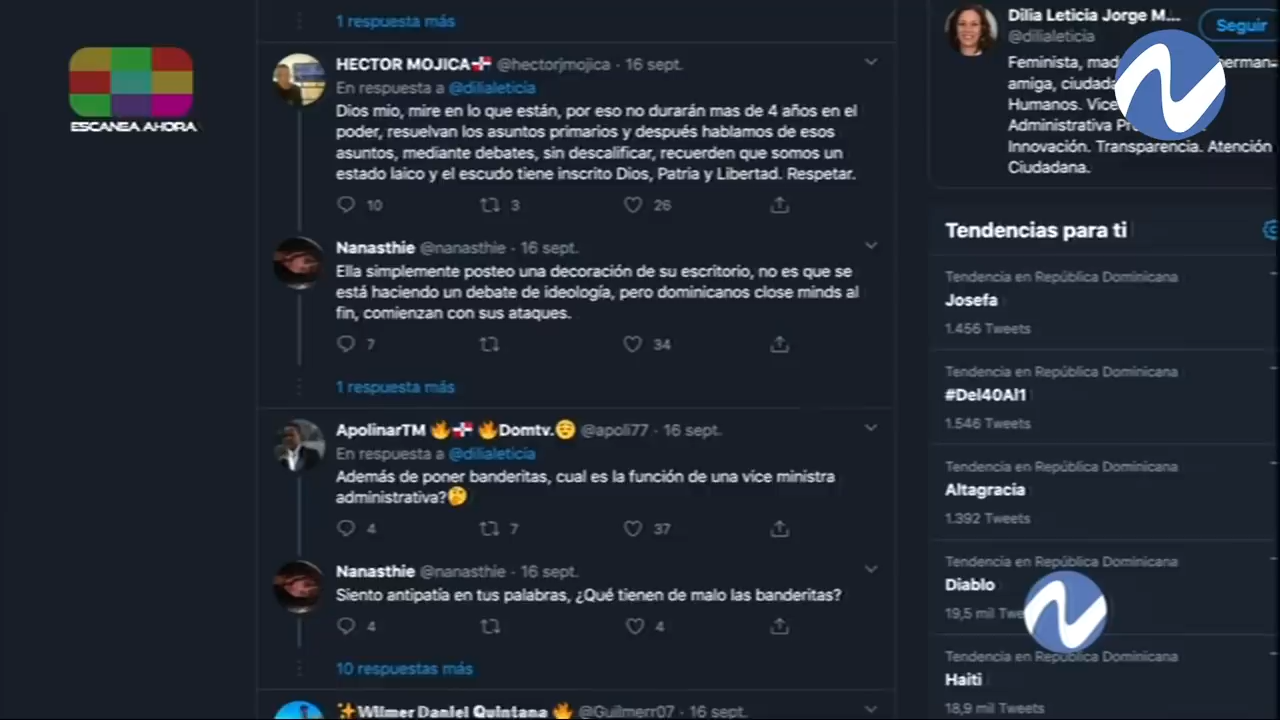 ESCANEA AHORA
1 respuesta más
HECTOR MOJICA🇩🇴 @hectorjmojica · 16 sept.
En respuesta a @dilialeticia
Dios mio, mire en lo que están, por eso no durarán mas de 4 años en el
poder, resuelvan los asuntos primarios y después hablamos de esos
asuntos, mediante debates, sin descalificar, recuerden que somos un
estado laico y el escudo tiene inscrito Dios, Patria y Libertad. Respetar.
10 3 26
Nanasthie @nanasthie · 16 sept.
Ella simplemente posteo una decoración de su escritorio, no es que se
está haciendo un debate de ideología, pero dominicanos close minds al
fin, comienzan con sus ataques.
7 34
1 respuesta más
ApolinarTM 🔥🇩🇴🔥Domtv.😌 @apoli77 · 16 sept.
En respuesta a @dilialeticia
Además de poner banderitas, cual es la función de una vice ministra
administrativa?🤔
4 7 37
Nanasthie @nanasthie · 16 sept.
Siento antipatía en tus palabras, ¿Qué tienen de malo las banderitas?
4 4
10 respuestas más
✨Wilmer Daniel Quintana 🔥 @Guilmerr07 · 16 sept.
Dilia Leticia Jorge M...
@dilialeticia
Seguir
Feminista,
amiga,
Humanos.
Administrativa
Innovación. Transparencia. Atención
Ciudadana.
Tendencias para ti
Tendencia en República Dominicana
Josefa
1.456 Tweets
Tendencia en República Dominicana
#Del40Al1
1.546 Tweets
Tendencia en República Dominicana
Altagracia
1.392 Tweets
Tendencia en República Dominicana
Diablo
19,5 mil
Tendencia en República Dominicana
Haiti
18,9 mil Tweets